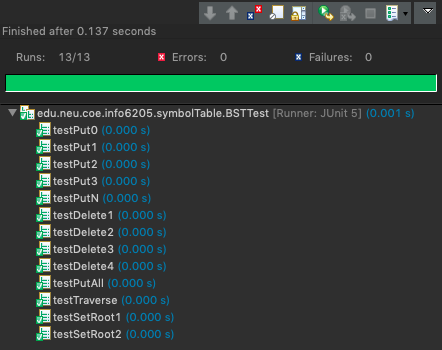 Finished after 0.137 seconds
Runs: 13/13 Errors: 0 Failures: 0
edu.neu.coe.info6205.symbolTable.BSTTest [Runner: JUnit 5] (0.001 s)
testPut0 (0.000 s)
testPut1 (0.000 s)
testPut2 (0.000 s)
testPut3 (0.000 s)
testPutN (0.000 s)
testDelete1 (0.000 s)
testDelete2 (0.000 s)
testDelete3 (0.000 s)
testDelete4 (0.000 s)
testPutAll (0.000 s)
testTraverse (0.000 s)
testSetRoot1 (0.000 s)
testSetRoot2 (0.000 s)